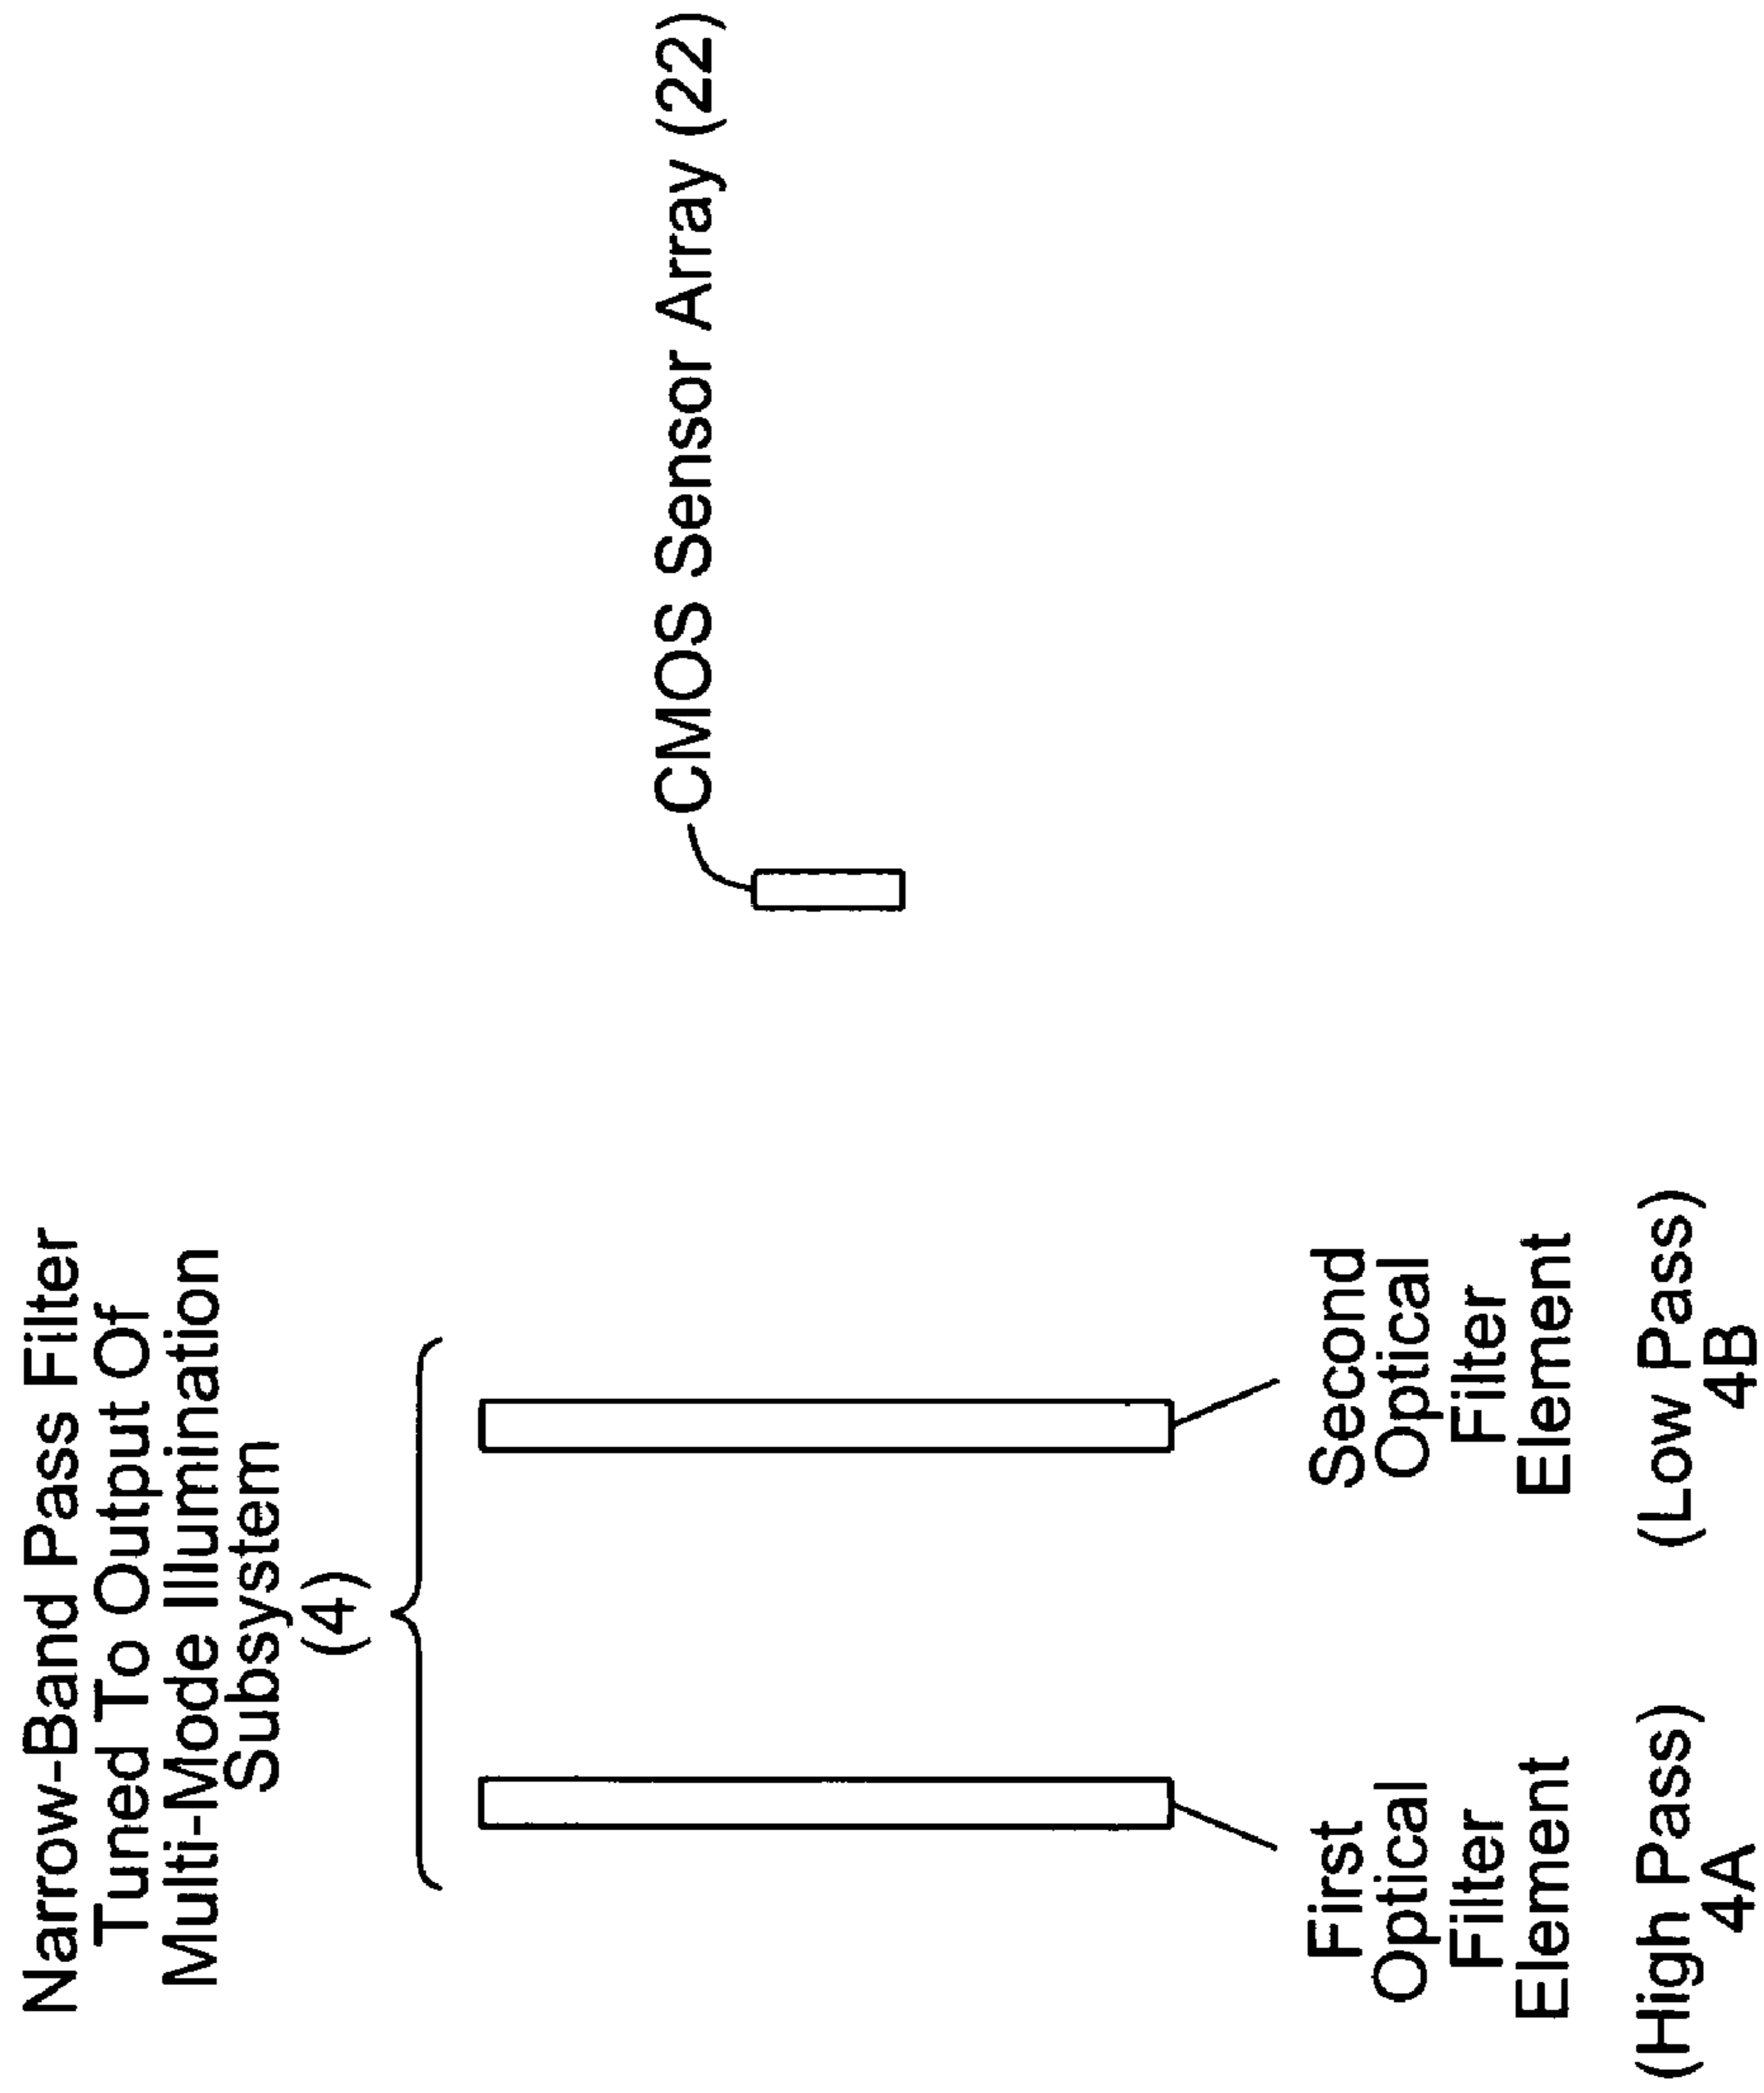 Narrow-Band Pass Filter
Tuned To Output Of
Multi-Mode Illumination
Subsystem
(4)
CMOS Sensor Array (22)
First
Optical
Filter
Element
(High Pass)
4A
Second
Optical
Filter
Element
(Low Pass)
4B